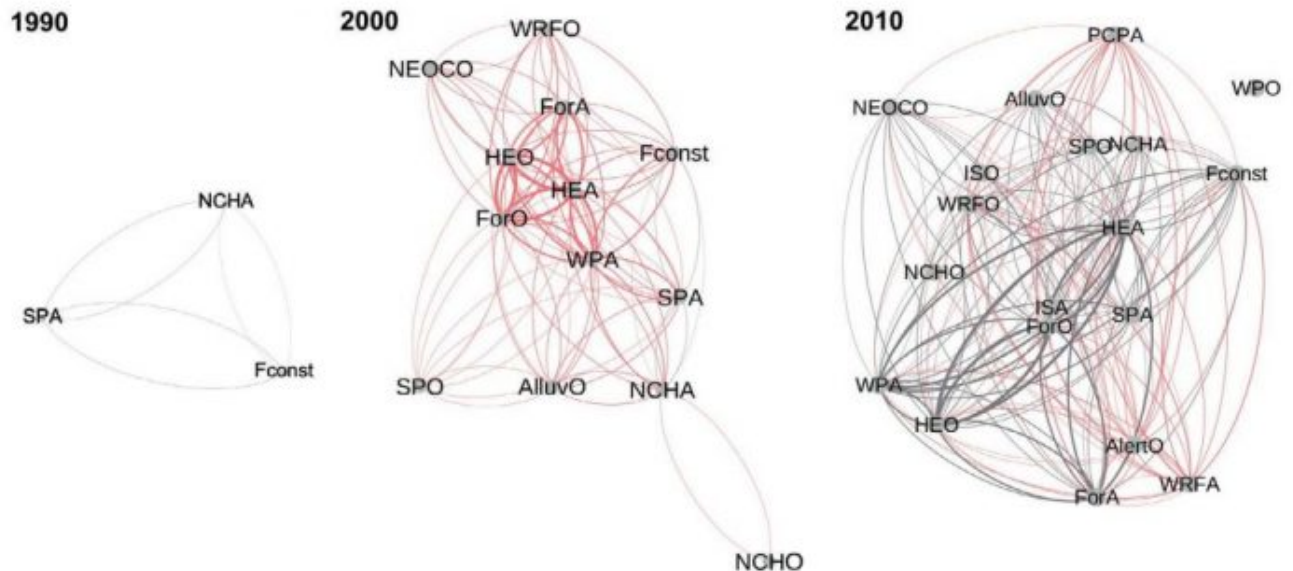 1990
NCHA
SPA
Fconst
2000
WRFO
NEOCO
ForA
HEO
Fconst
HEA
ForO
WPA
SPA
SPO
AlluvO
NCHA
NCHO
2010
PCPA
WPO
NEOCO
AlluvO
SPO
NCHA
ISO
Fconst
WRFO
HEA
NCHO
ISA
SPA
ForO
WPA
HEO
AlertO
WRFA
ForA